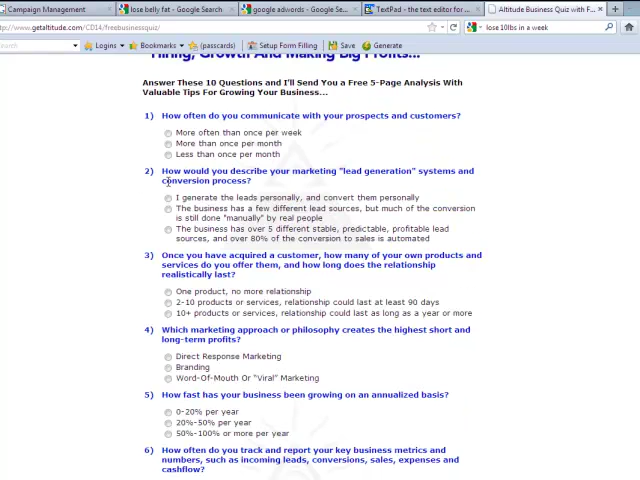 Campaign Management
lose belly fat - Google Search
google adwords - Google Se...
TextPad - the text editor for ...
Altitude Business Quiz with F...
www.getaltitude.com/CD14/freebusinessquiz/
lose 10lbs in a week
Search
Logins
Bookmarks
(passcards)
Setup Form Filling
Save
Generate
Hiring, Growth And Making Big Profits...
Answer These 10 Questions and I'll Send You a Free 5-Page Analysis With
Valuable Tips For Growing Your Business...
1) How often do you communicate with your prospects and customers?
More often than once per week
More than once per month
Less than once per month
2) How would you describe your marketing "lead generation" systems and
conversion process?
I generate the leads personally, and convert them personally
The business has a few different lead sources, but much of the conversion
is still done "manually" by real people
The business has over 5 different stable, predictable, profitable lead
sources, and over 80% of the conversion to sales is automated
3) Once you have acquired a customer, how many of your own products and
services do you offer them, and how long does the relationship
realistically last?
One product, no more relationship
2-10 products or services, relationship could last at least 90 days
10+ products or services, relationship could last as long as a year or more
4) Which marketing approach or philosophy creates the highest short and
long-term profits?
Direct Response Marketing
Branding
Word-Of-Mouth Or “Viral” Marketing
5) How fast has your business been growing on an annualized basis?
0-20% per year
20%-50% per year
50%-100% or more per year
6) How often do you track and report your key business metrics and
numbers, such as incoming leads, conversions, sales, expenses and
cashflow?